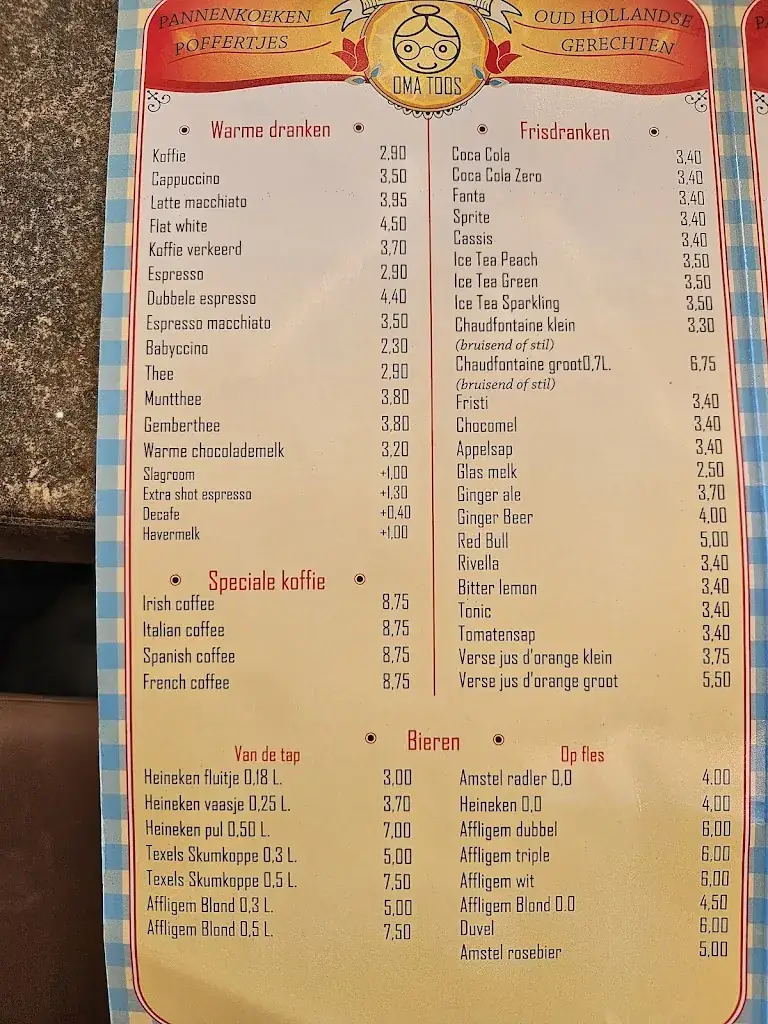 PANNENKOEKEN
POFFERTJES
OMA TOOS
OUD HOLLANDSE
GERECHTEN
Warme dranken
Koffie 2,90
Cappuccino 3,50
Latte macchiato 3,95
Flat white 4,50
Koffie verkeerd 3,70
Espresso 2,90
Dubbele espresso 4,40
Espresso macchiato 3,50
Babyccino 2,30
Thee 2,90
Muntthee 3,80
Gemberthee 3,80
Warme chocolademelk 3,20
Slagroom +1,00
Extra shot espresso +1,30
Decafe +0,40
Havermelk +1,00
Speciale koffie
Irish coffee 8,75
Italian coffee 8,75
Spanish coffee 8,75
French coffee 8,75
Frisdranken
Coca Cola 3,40
Coca Cola Zero 3,40
Fanta 3,40
Sprite 3,40
Cassis 3,40
Ice Tea Peach 3,50
Ice Tea Green 3,50
Ice Tea Sparkling 3,50
Chaudfontaine klein 3,30
(bruisend of stil)
Chaudfontaine groot0,7L. 6,75
(bruisend of stil)
Fristi 3,40
Chocomel 3,40
Appelsap 3,40
Glas melk 2,50
Ginger ale 3,70
Ginger Beer 4,00
Red Bull 5,00
Rivella 3,40
Bitter lemon 3,40
Tonic 3,40
Tomatensap 3,40
Verse jus d'orange klein 3,75
Verse jus d'orange groot 5,50
Bieren
Van de tap
Heineken fluitje 0,18 L. 3,00
Heineken vaasje 0,25 L. 3,70
Heineken pul 0,50 L. 7,00
Texels Skumkoppe 0,3 L. 5,00
Texels Skumkoppe 0,5 L. 7,50
Affligem Blond 0,3 L. 5,00
Affligem Blond 0,5 L. 7,50
Op fles
Amstel radler 0,0 4.00
Heineken 0,0 4,00
Affligem dubbel 6,00
Affligem triple 6,00
Affligem wit 6,00
Affligem Blond 0.0 4,50
Duvel 6,00
Amstel rosebier 5,00